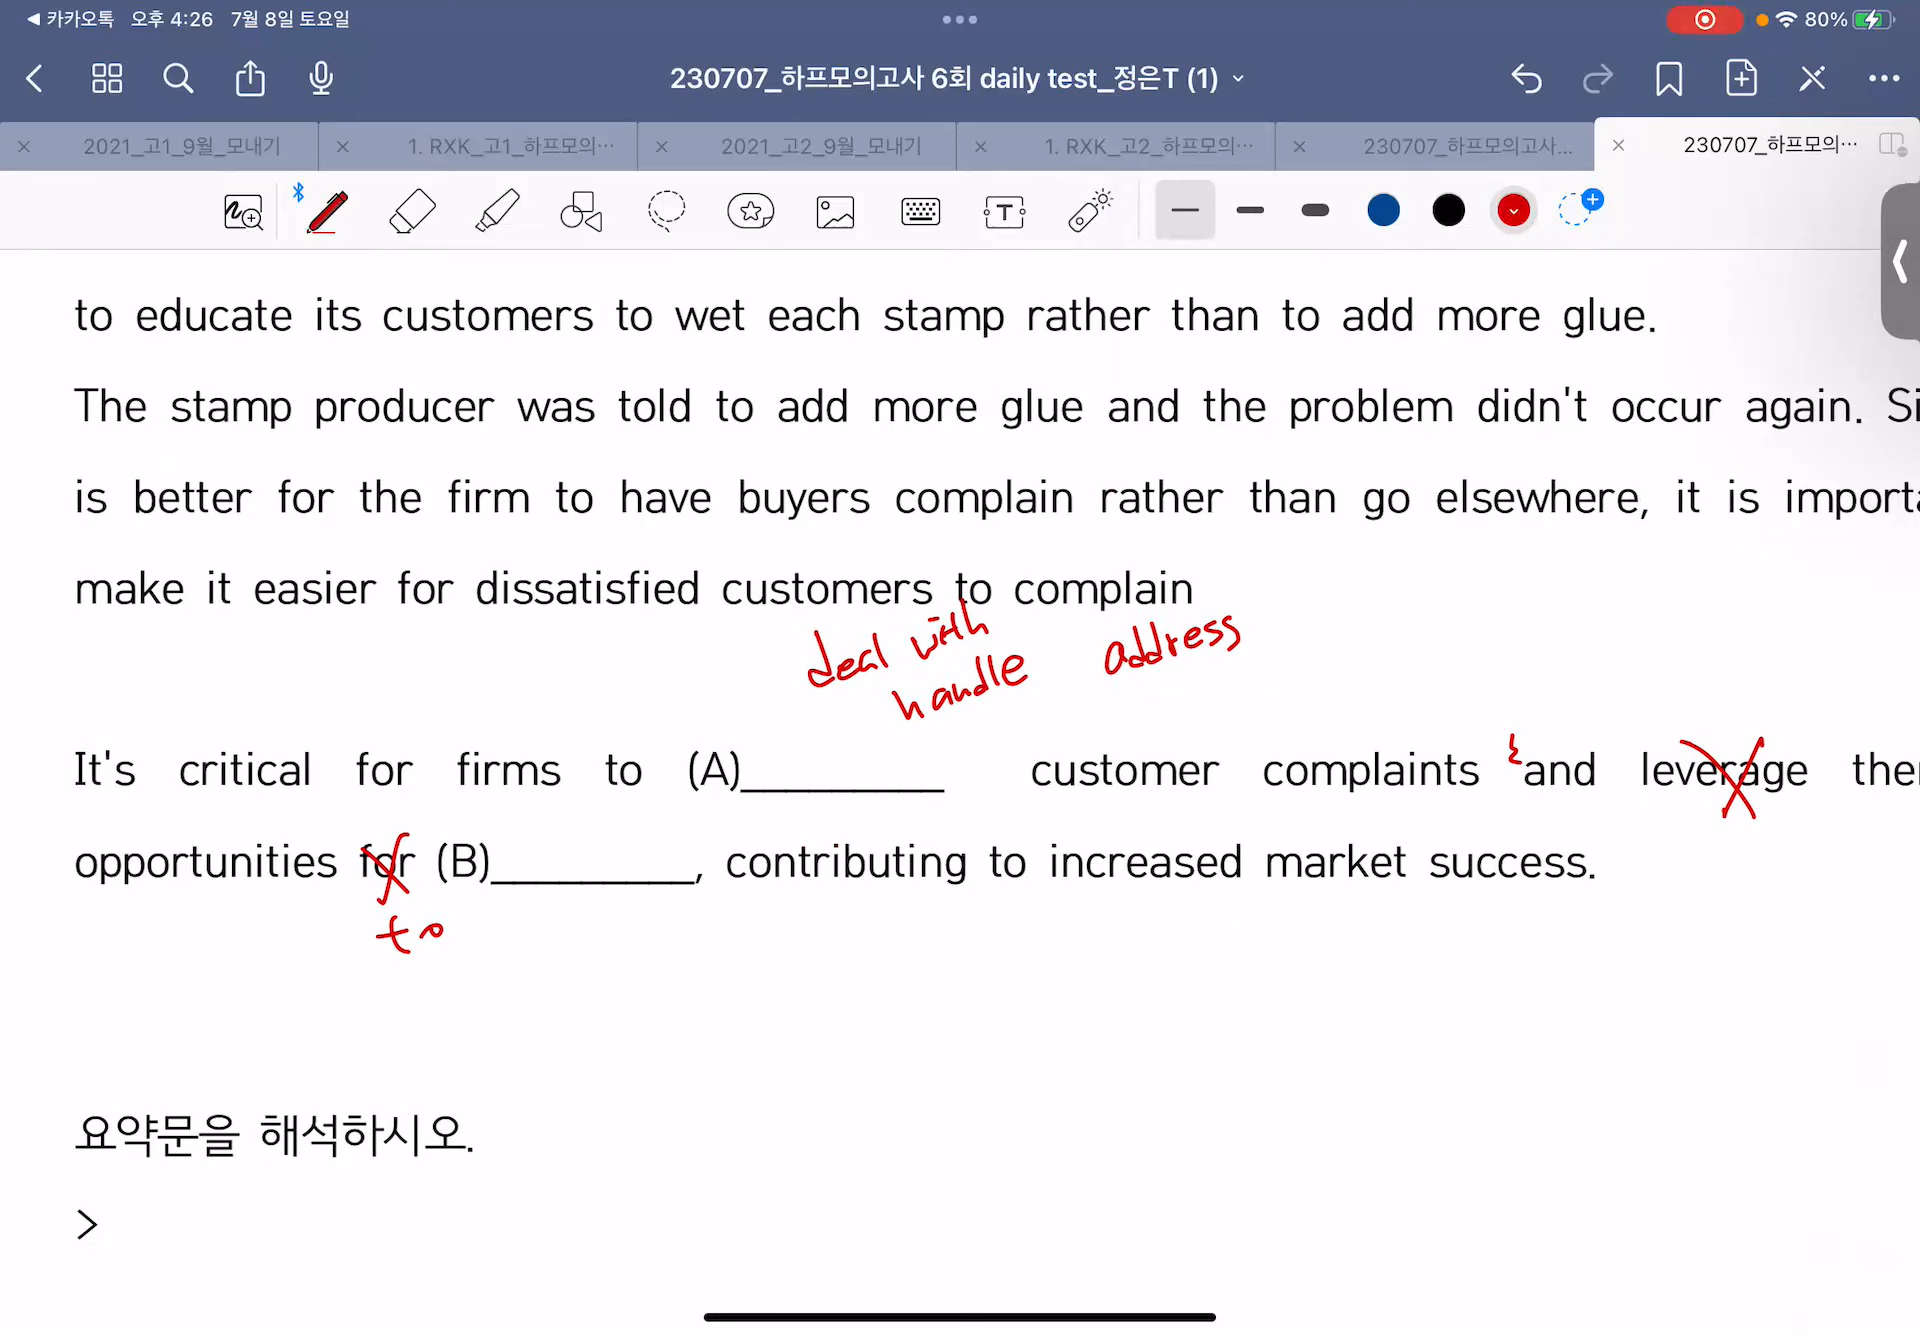 ◀ 카카오톡 오후 4:26 7월 8일 토요일
80%
230707_하프모의고사 6회 daily test_정은T (1)
2021_고1_9월_모내기
1. RXK_고1_하프모의···
2021_고2_9월_모내기
1. RXK_고2_하프모의···
230707_하프모의고사...
230707_하프모의···
to educate its customers to wet each stamp rather than to add more glue.
The stamp producer was told to add more glue and the problem didn't occur again. Si
is better for the firm to have buyers complain rather than go elsewhere, it is importa
make it easier for dissatisfied customers to complain
deal with address
handle
It's critical for firms to (A)_________ customer complaints and leverage the
opportunities for (B)_________, contributing to increased market success.
to
요약문을 해석하시오.
>